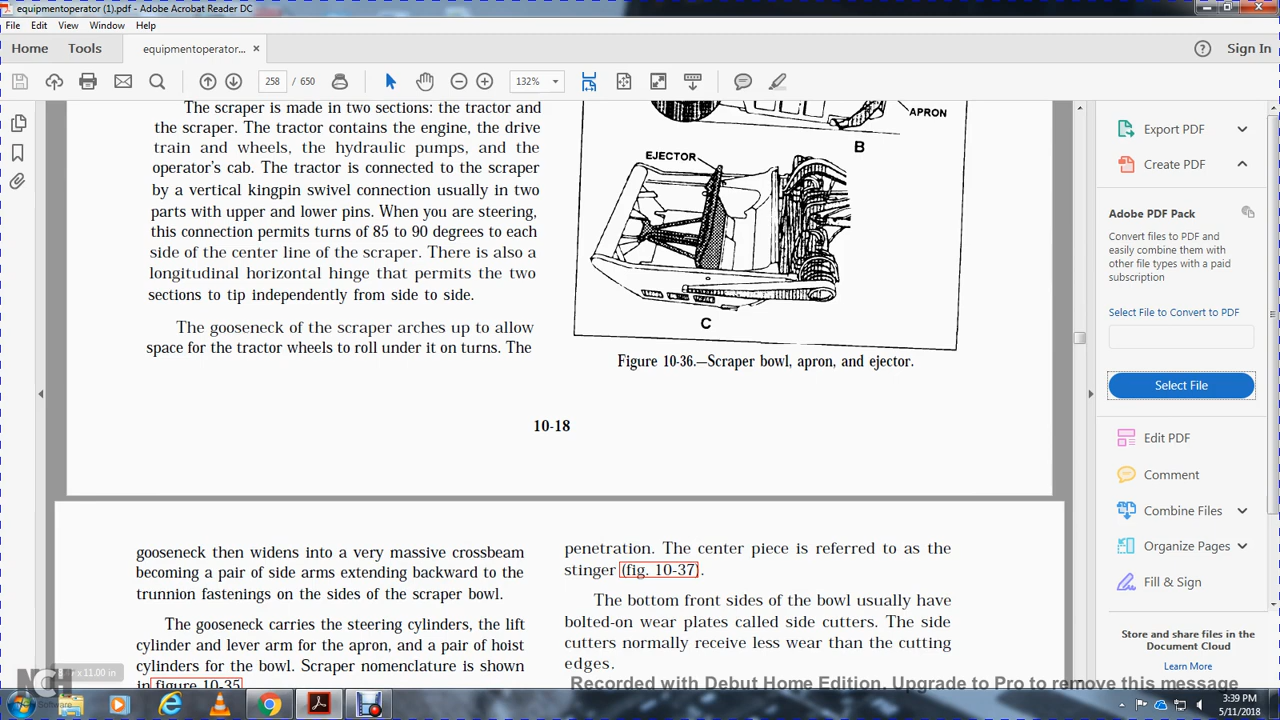 equipmentoperator (1).pdf - Adobe Acrobat Reader DC
File Edit View Window Help
Home Tools equipmentoperator... × Sign In
258 / 650 132%
The scraper is made in two sections: the tractor and
the scraper. The tractor contains the engine, the drive
train and wheels, the hydraulic pumps, and the
operator's cab. The tractor is connected to the scraper
by a vertical kingpin swivel connection usually in two
parts with upper and lower pins. When you are steering,
this connection permits turns of 85 to 90 degrees to each
side of the center line of the scraper. There is also a
longitudinal horizontal hinge that permits the two
sections to tip independently from side to side.
The gooseneck of the scraper arches up to allow
space for the tractor wheels to roll under it on turns. The
APRON
B
EJECTOR
C
Figure 10-36.—Scraper bowl, apron, and ejector.
10-18
gooseneck then widens into a very massive crossbeam
becoming a pair of side arms extending backward to the
trunnion fastenings on the sides of the scraper bowl.
The gooseneck carries the steering cylinders, the lift
cylinder and lever arm for the apron, and a pair of hoist
cylinders for the bowl. Scraper nomenclature is shown
in figure 10-35.
penetration. The center piece is referred to as the
stinger (fig. 10-37).
The bottom front sides of the bowl usually have
bolted-on wear plates called side cutters. The side
cutters normally receive less wear than the cutting
edges.
Export PDF
Create PDF
Adobe PDF Pack
Convert files to PDF and
easily combine them with
other file types with a paid
subscription
Select File to Convert to PDF
Select File
Edit PDF
Comment
Combine Files
Organize Pages
Fill & Sign
Store and share files in the
Document Cloud
Learn More
x 11.00 in
NCH
Software
Recorded with Debut Home Edition. Upgrade to Pro to remove this message
3:39 PM
5/11/2018